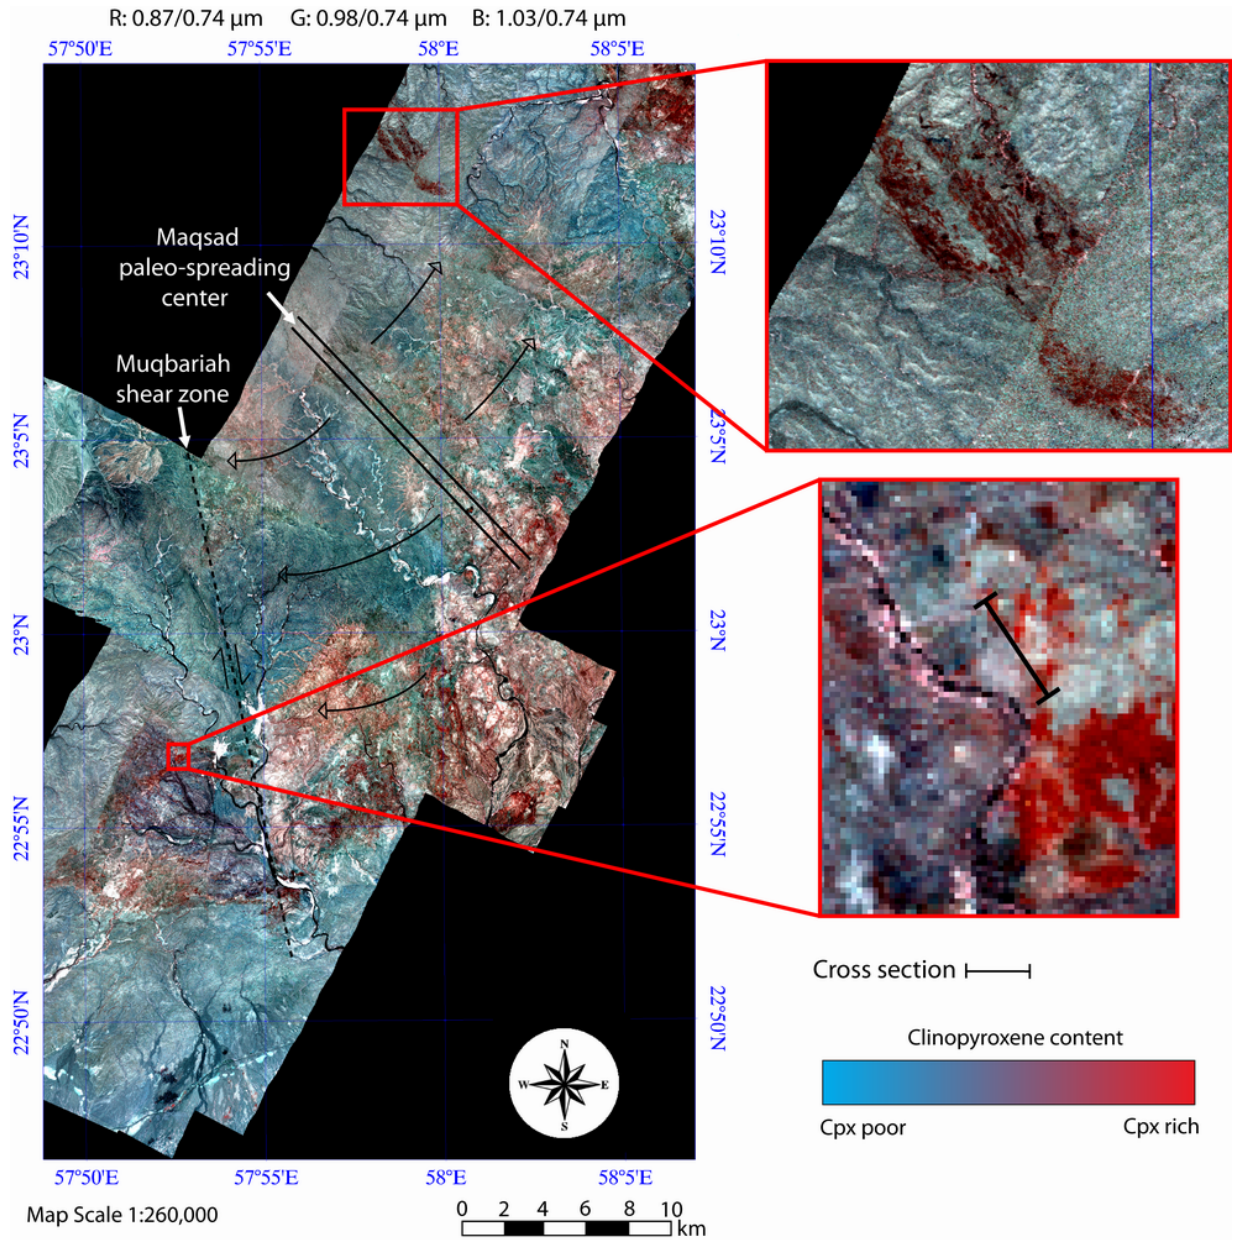 R: 0.87/0.74 µm G: 0.98/0.74 µm B: 1.03/0.74 µm
57°50'E 57°55'E 58°E 58°5'E
Maqsad
paleo-spreading
center
Muqbariah
shear zone
23°10'N
23°5'N
23°N
22°55'N
22°50'N
23°10'N
23°5'N
23°N
22°55'N
22°50'N
Cross section
Clinopyroxene content
Cpx poor Cpx rich
N
W E
S
57°50'E 57°55'E 58°E 58°5'E
Map Scale 1:260,000
0 2 4 6 8 10
km